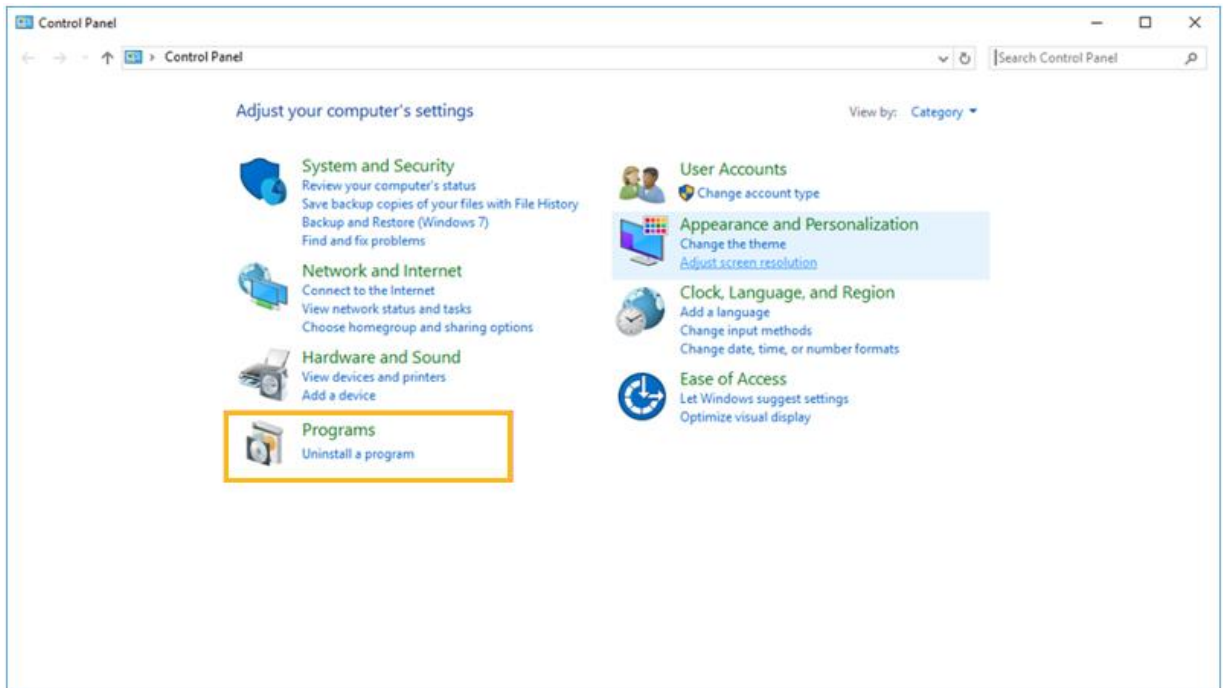 Control Panel
Control Panel
Search Control Panel
Adjust your computer's settings
View by: Category
System and Security
Review your computer's status
Save backup copies of your files with File History
Backup and Restore (Windows 7)
Find and fix problems
Network and Internet
Connect to the Internet
View network status and tasks
Choose homegroup and sharing options
Hardware and Sound
View devices and printers
Add a device
Programs
Uninstall a program
User Accounts
Change account type
Appearance and Personalization
Change the theme
Adjust screen resolution
Clock, Language, and Region
Add a language
Change input methods
Change date, time, or number formats
Ease of Access
Let Windows suggest settings
Optimize visual display